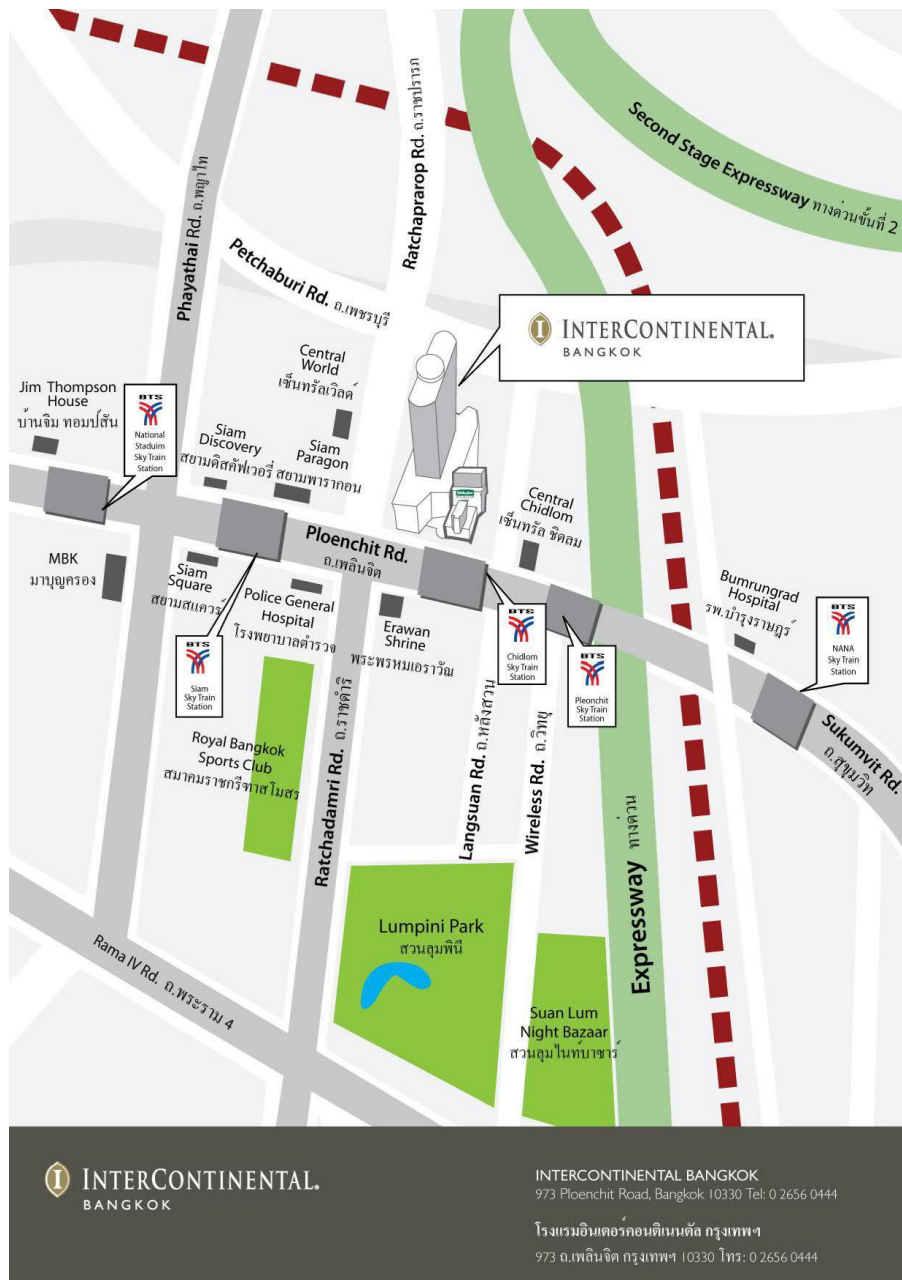 Second Stage Expressway ทางด่วนขั้นที่ 2
Ratchaprarop Rd. ถ.ราชปรารภ
Phayathai Rd. ถ.พญาไท
Petchaburi Rd. ถ.เพชรบุรี
INTERCONTINENTAL.
BANGKOK
Central
World
เซ็นทรัลเวิลด์
Jim Thompson
House
บ้านจิม ทอมป์สัน
BTS
National
Staduim
Sky Train
Station
Siam
Discovery
สยามดิสคัฟเวอรี่
Siam
Paragon
สยามพารากอน
Central
Chidlom
เซ็นทรัล ชิดลม
Ploenchit Rd.
ถ.เพลินจิต
MBK
มาบุญครอง
Siam
Square
สยามสแควร์
Police General
Hospital
โรงพยาบาลตำรวจ
Erawan
Shrine
พระพรหมเอราวัณ
Bumrungrad
Hospital
รพ.บำรุงราษฎร์
BTS
Siam
Sky Train
Station
BTS
Chidlom
Sky Train
Station
BTS
Pleonchit
Sky Train
Station
BTS
NANA
Sky Train
Station
Sukumvit Rd.
ถ.สุขุมวิท
Royal Bangkok
Sports Club
สมาคมราชกรีฑาสโมสร
Ratchadamri Rd. ถ.ราชดำริ
Langsuan Rd. ถ.หลังสวน
Wireless Rd. ถ.วิทยุ
Expressway ทางด่วน
Lumpini Park
สวนลุมพินี
Rama IV Rd. ถ.พระราม 4
Suan Lum
Night Bazaar
สวนลุมไนท์บาซาร์
INTERCONTINENTAL.
BANGKOK
INTERCONTINENTAL BANGKOK
973 Ploenchit Road, Bangkok 10330 Tel: 0 2656 0444
โรงแรมอินเตอร์คอนติเนนตัล กรุงเทพฯ
973 ถ.เพลินจิต กรุงเทพฯ 10330 โทร: 0 2656 0444